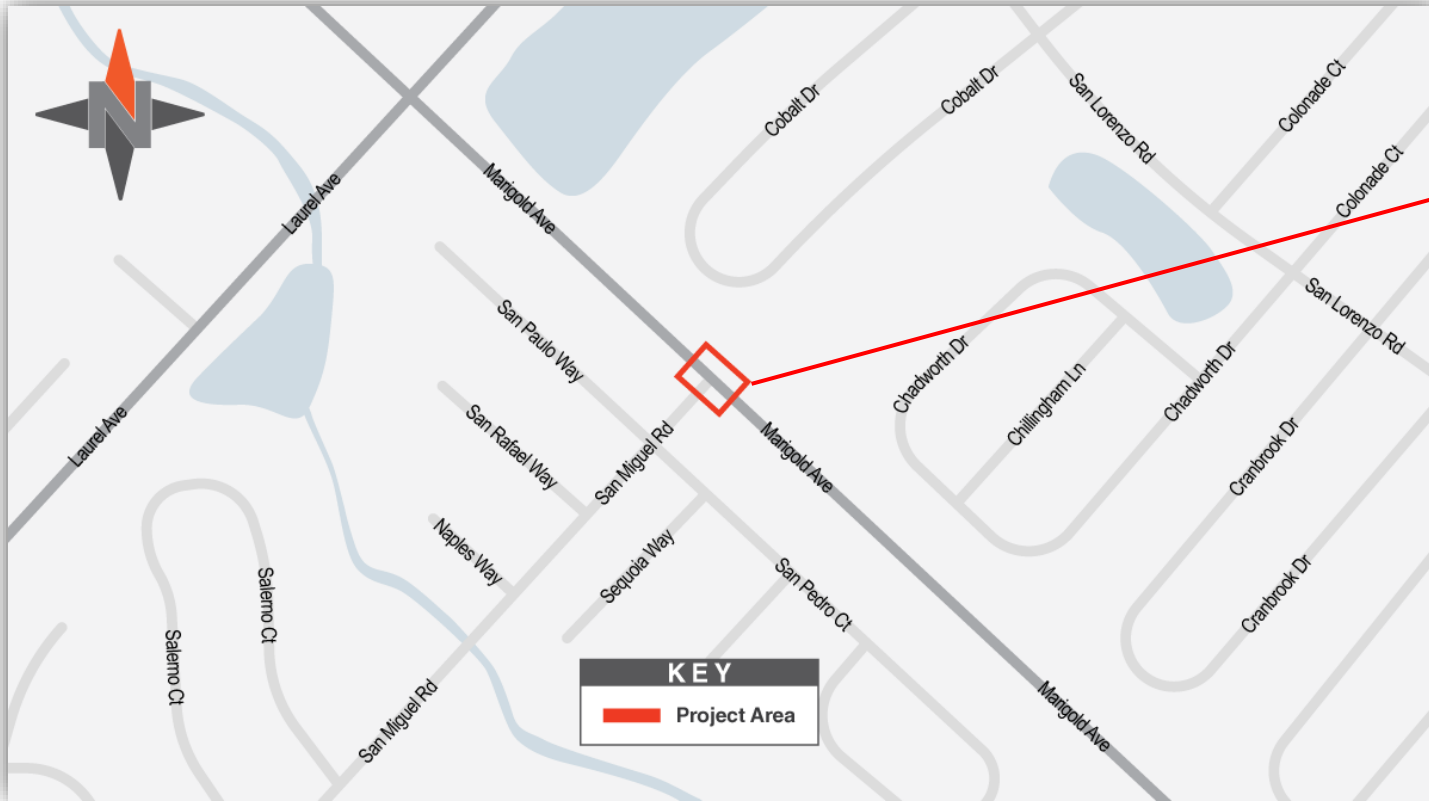 N
Cobalt Dr
Cobalt Dr
San Lorenzo Rd
Colonade Ct
Colonade Ct
Laurel Ave
Marigold Ave
San Lorenzo Rd
San Paulo Way
Chadworth Dr
Chillingham Ln
Chadworth Dr
Laurel Ave
San Rafael Way
San Miguel Rd
Marigold Ave
Cranbrook Dr
Naples Way
Sequoia Way
San Pedro Ct
Cranbrook Dr
Salerno Ct
Salerno Ct
San Miguel Rd
Marigold Ave
KEY
Project Area